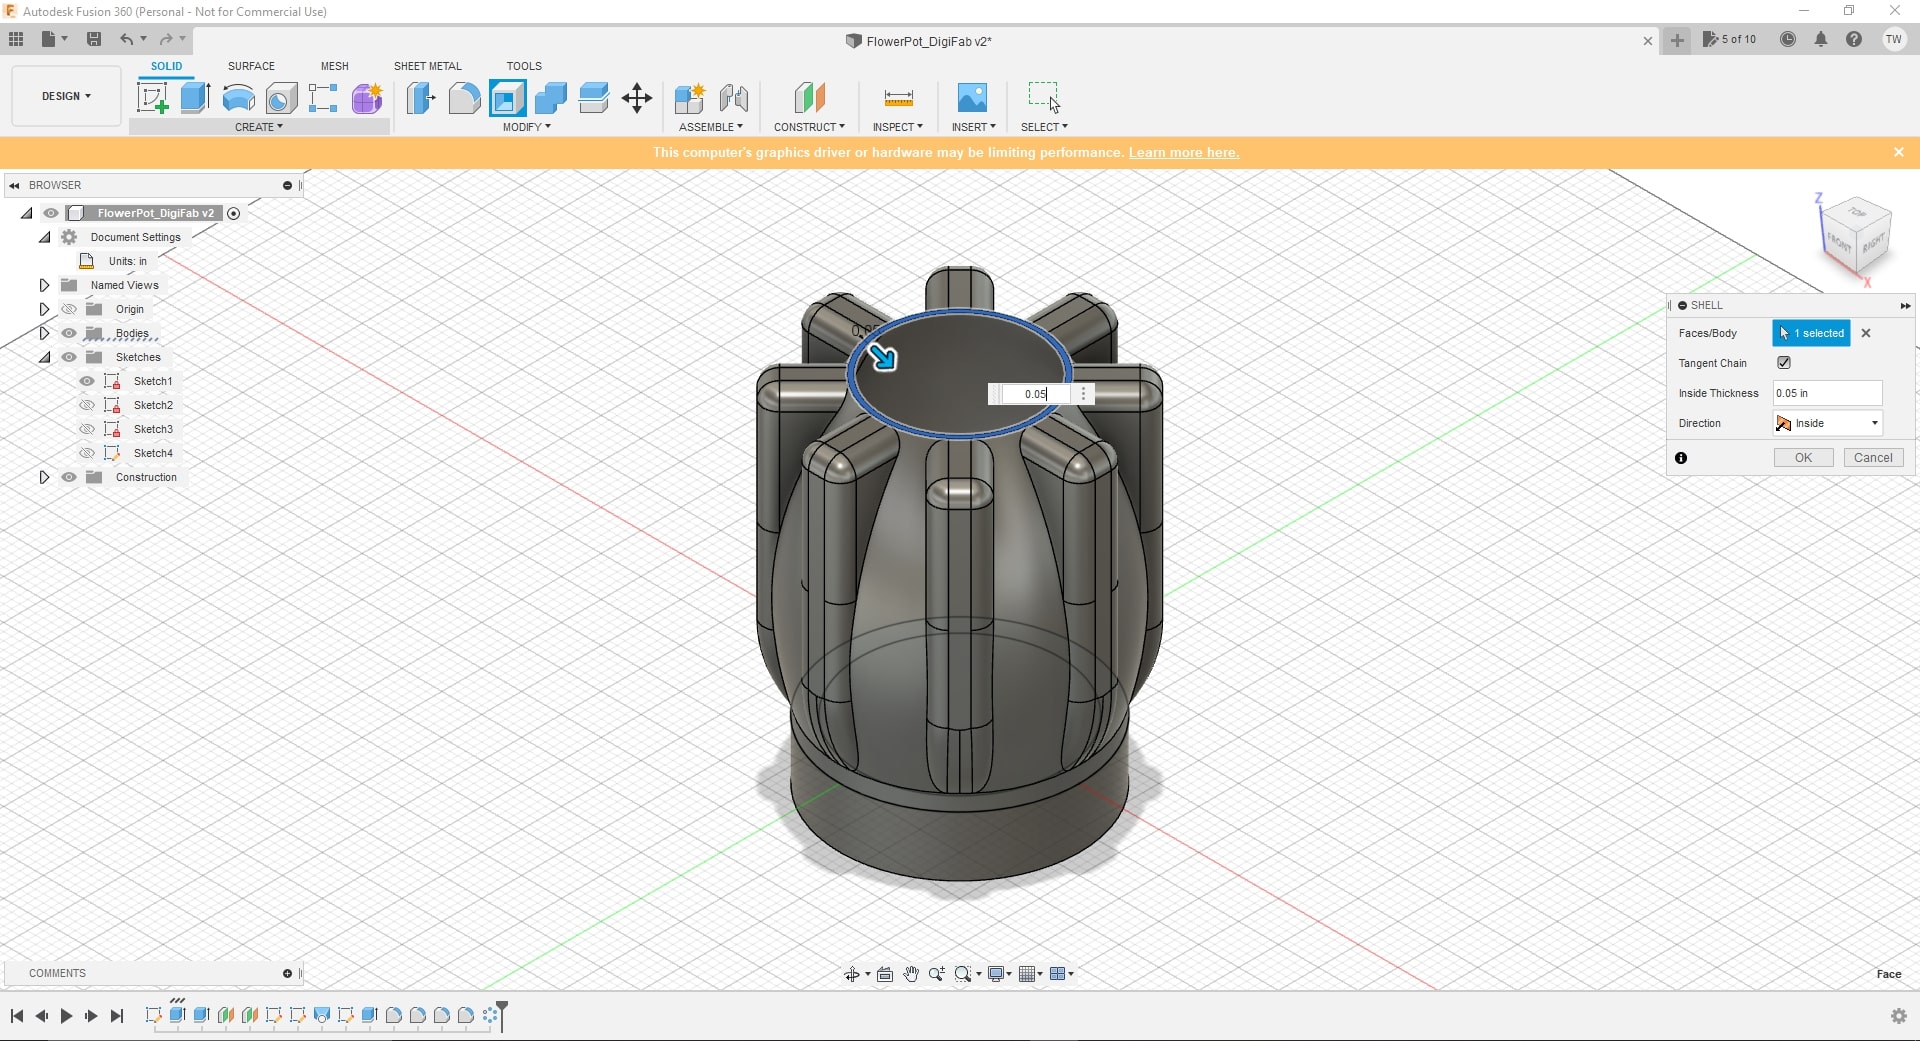 Autodesk Fusion 360 (Personal - Not for Commercial Use)
FlowerPot_DigiFab v2*
5 of 10
TW
DESIGN
SOLID
SURFACE
MESH
SHEET METAL
TOOLS
CREATE
MODIFY
ASSEMBLE
CONSTRUCT
INSPECT
INSERT
SELECT
This computer's graphics driver or hardware may be limiting performance. Learn more here.
BROWSER
FlowerPot_DigiFab v2
Document Settings
Units: in
Named Views
Origin
Bodies
Sketches
Sketch1
Sketch2
Sketch3
Sketch4
Construction
Z
TOP
FRONT
RIGHT
X
SHELL
Faces/Body
1 selected
Tangent Chain
Inside Thickness
0.05 in
Direction
Inside
OK
Cancel
0.05
0.05
COMMENTS
Face